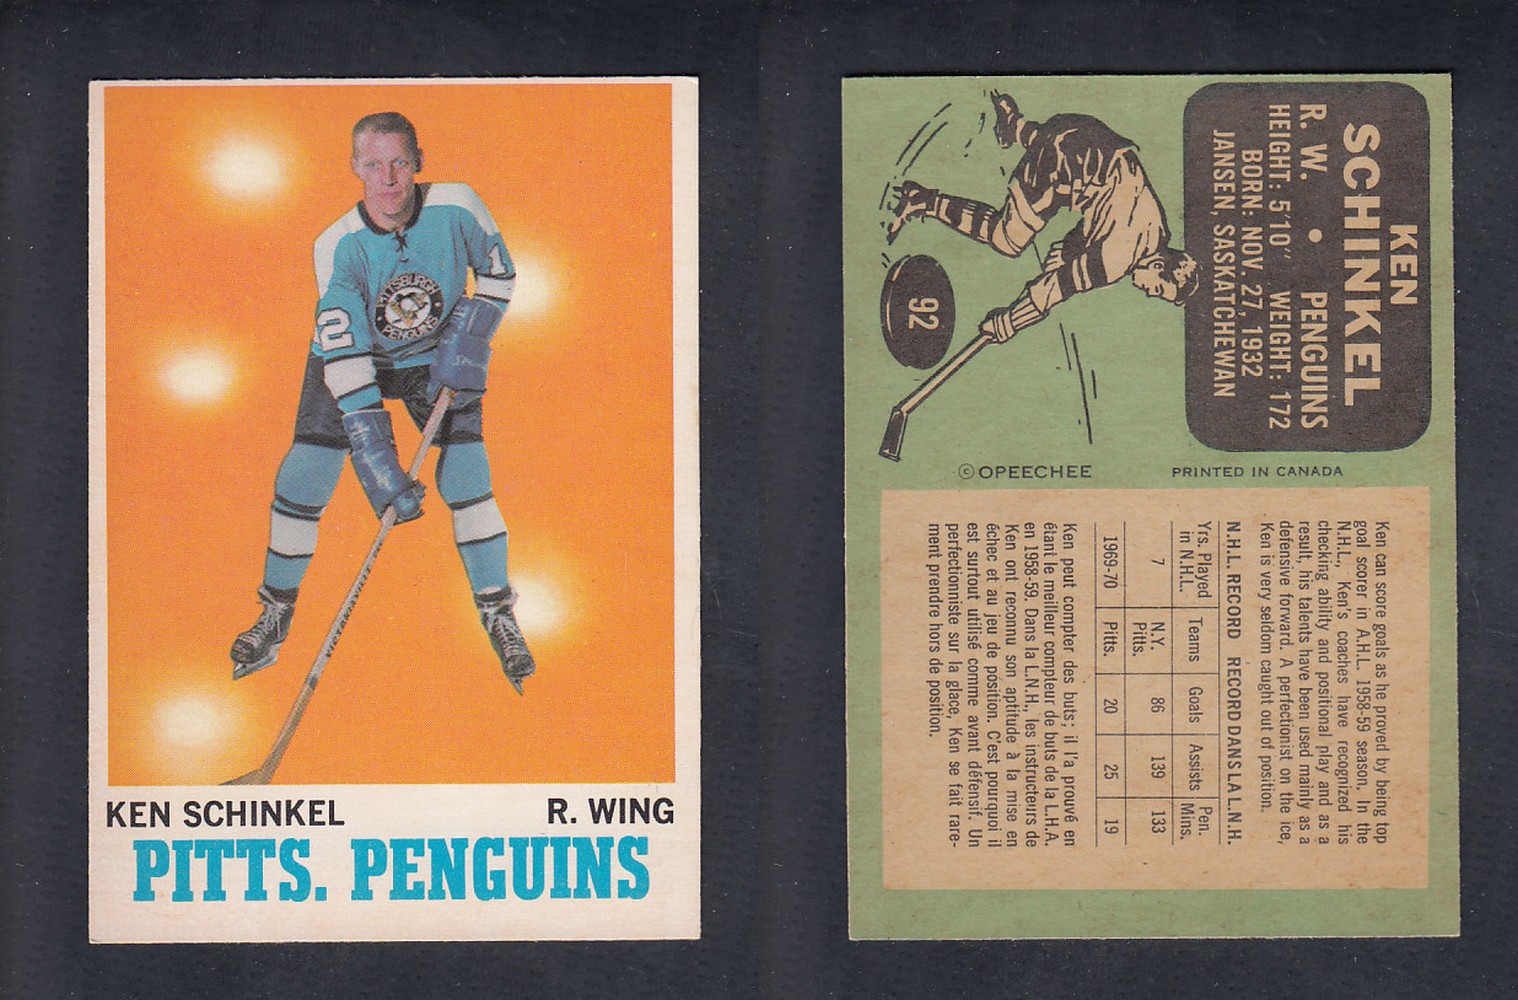 12
PITTSBURGH
PENGUINS
KEN SCHINKEL R. WING
PITTS. PENGUINS
KEN
SCHINKEL
R. W. • PENGUINS
HEIGHT: 5'10" WEIGHT: 172
BORN: NOV. 27, 1932
JANSEN, SASKATCHEWAN
92
© OPEECHEE PRINTED IN CANADA
Ken can score goals as he proved by being top
goal scorer in A.H.L. 1958-59 season. In the
N.H.L., Ken's coaches have recognized his
checking ability and positional play and as a
result, his talents have been used mainly as a
defensive forward. A perfectionist on the ice,
Ken is very seldom caught out of position.
N.H.L. RECORD RECORD DANS LA L.N.H.
Yrs. Played in N.H.L. Teams Goals Assists Pen. Mins.
7 N.Y. Pitts. 86 139 133
1969-70 Pitts. 20 25 19
Ken peut compter des buts; il l'a prouvé en
étant le meilleur compteur de buts de la L.H.A.
en 1958-59. Dans la L.N.H., les instructeurs de
Ken ont reconnu son aptitude à la mise en
échec et au jeu de position. C'est pourquoi il
est surtout utilisé comme avant défensif. Un
perfectionniste sur la glace, Ken se fait rare-
ment prendre hors de position.